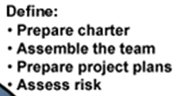 Define:
• Prepare charter
• Assemble the team
• Prepare project plans
• Assess risk